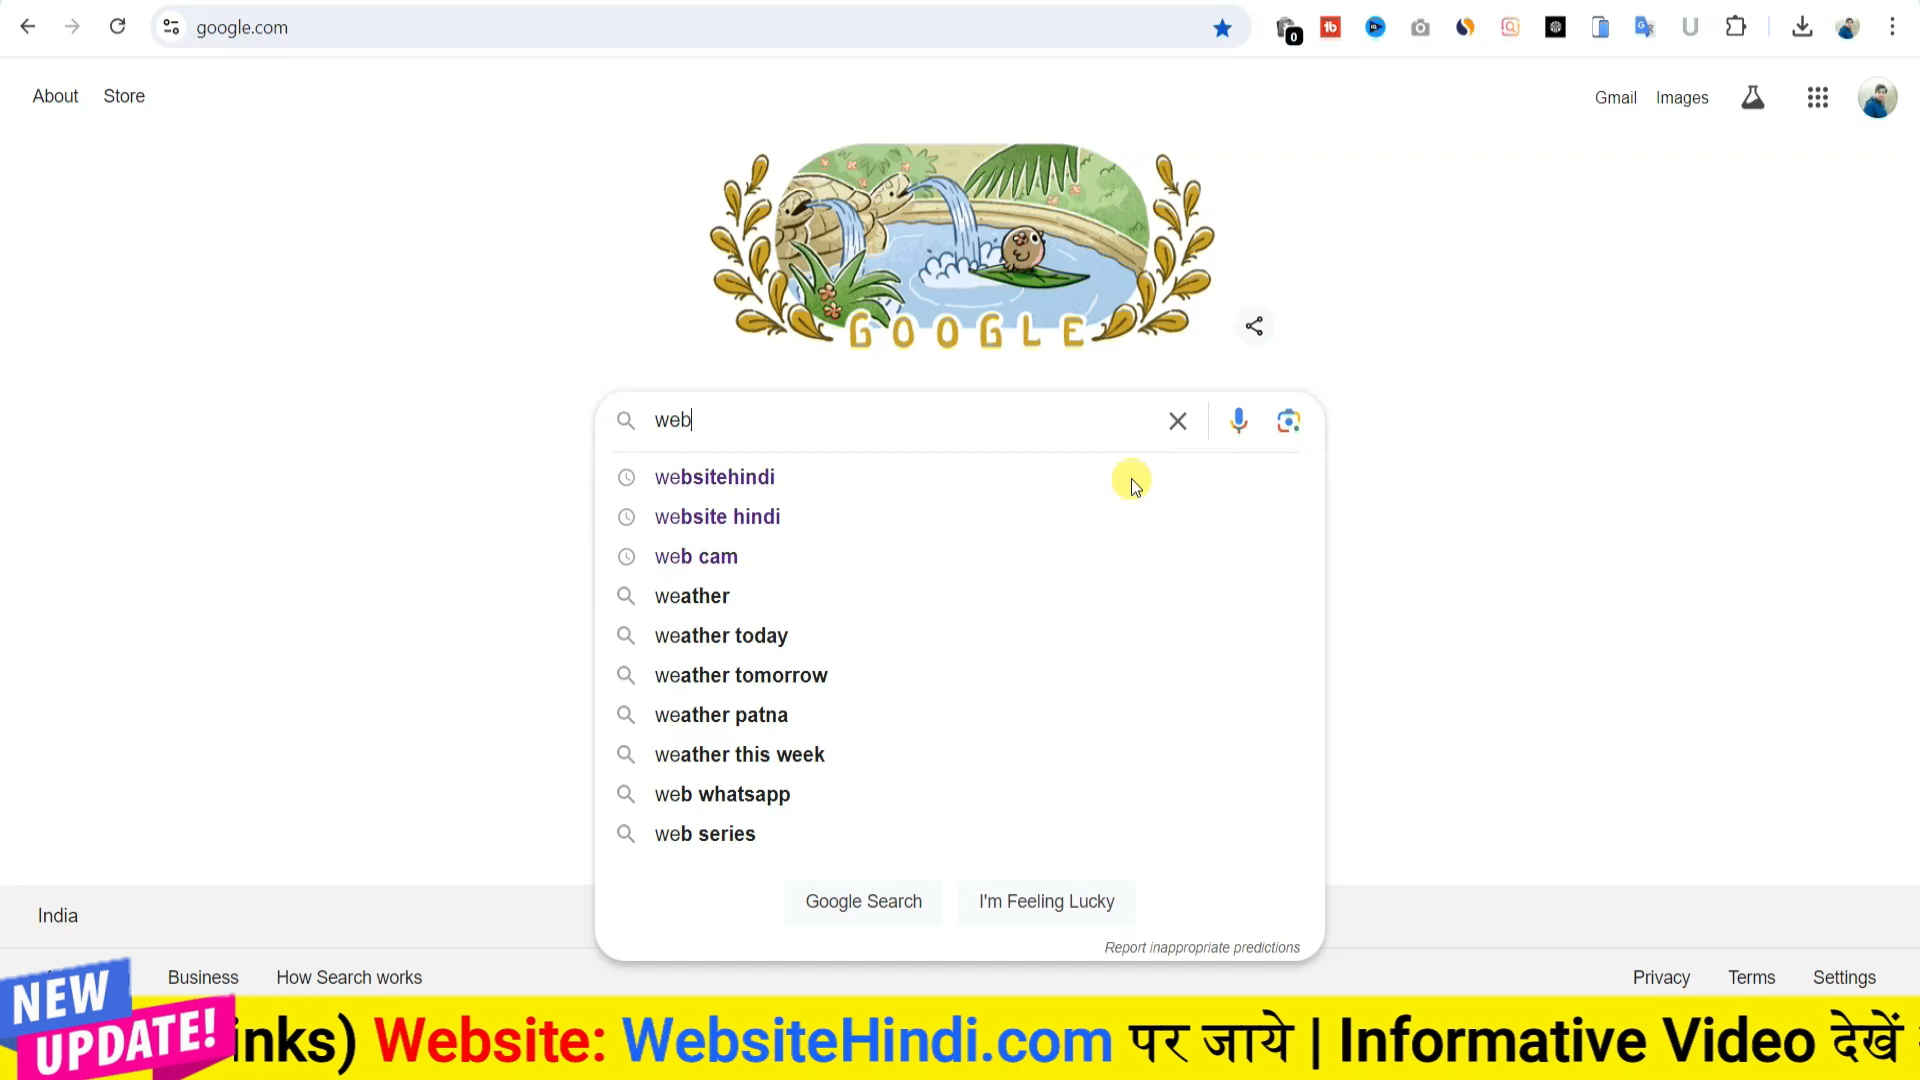 google.com
0
About Store
Gmail Images
GOOGLE
web
websitehindi
website hindi
web cam
weather
weather today
weather tomorrow
weather patna
weather this week
web whatsapp
web series
Google Search I'm Feeling Lucky
Report inappropriate predictions
India
Business How Search works
Privacy Terms Settings
NEW
UPDATE!
inks) Website: WebsiteHindi.com पर जाये | Informative Video देखें